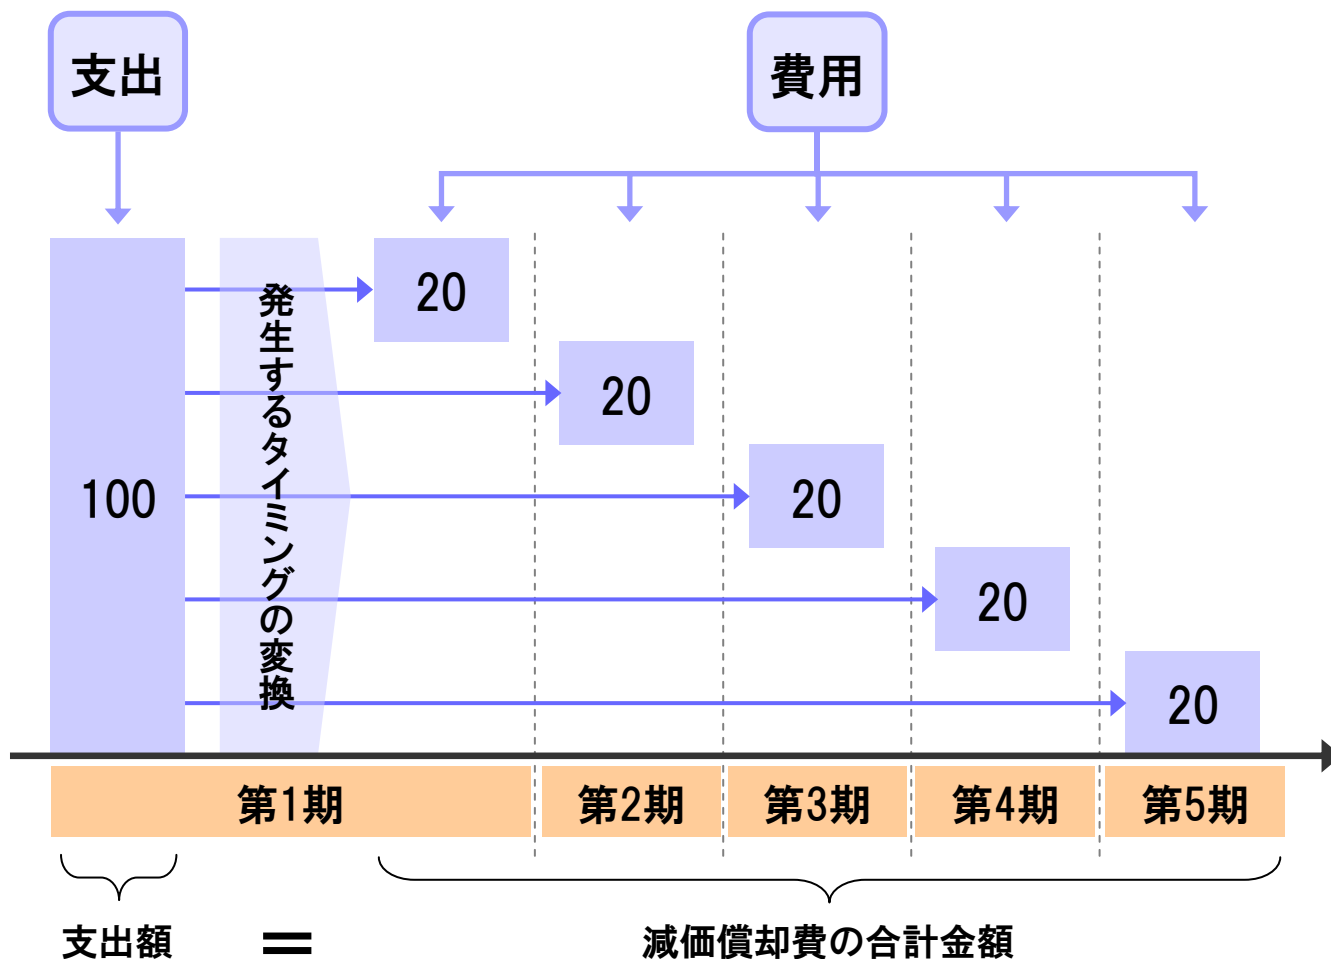 支出
費用
発生するタイミングの変換
100
20
20
20
20
20
第1期
第2期
第3期
第4期
第5期
支出額
＝
減価償却費の合計金額